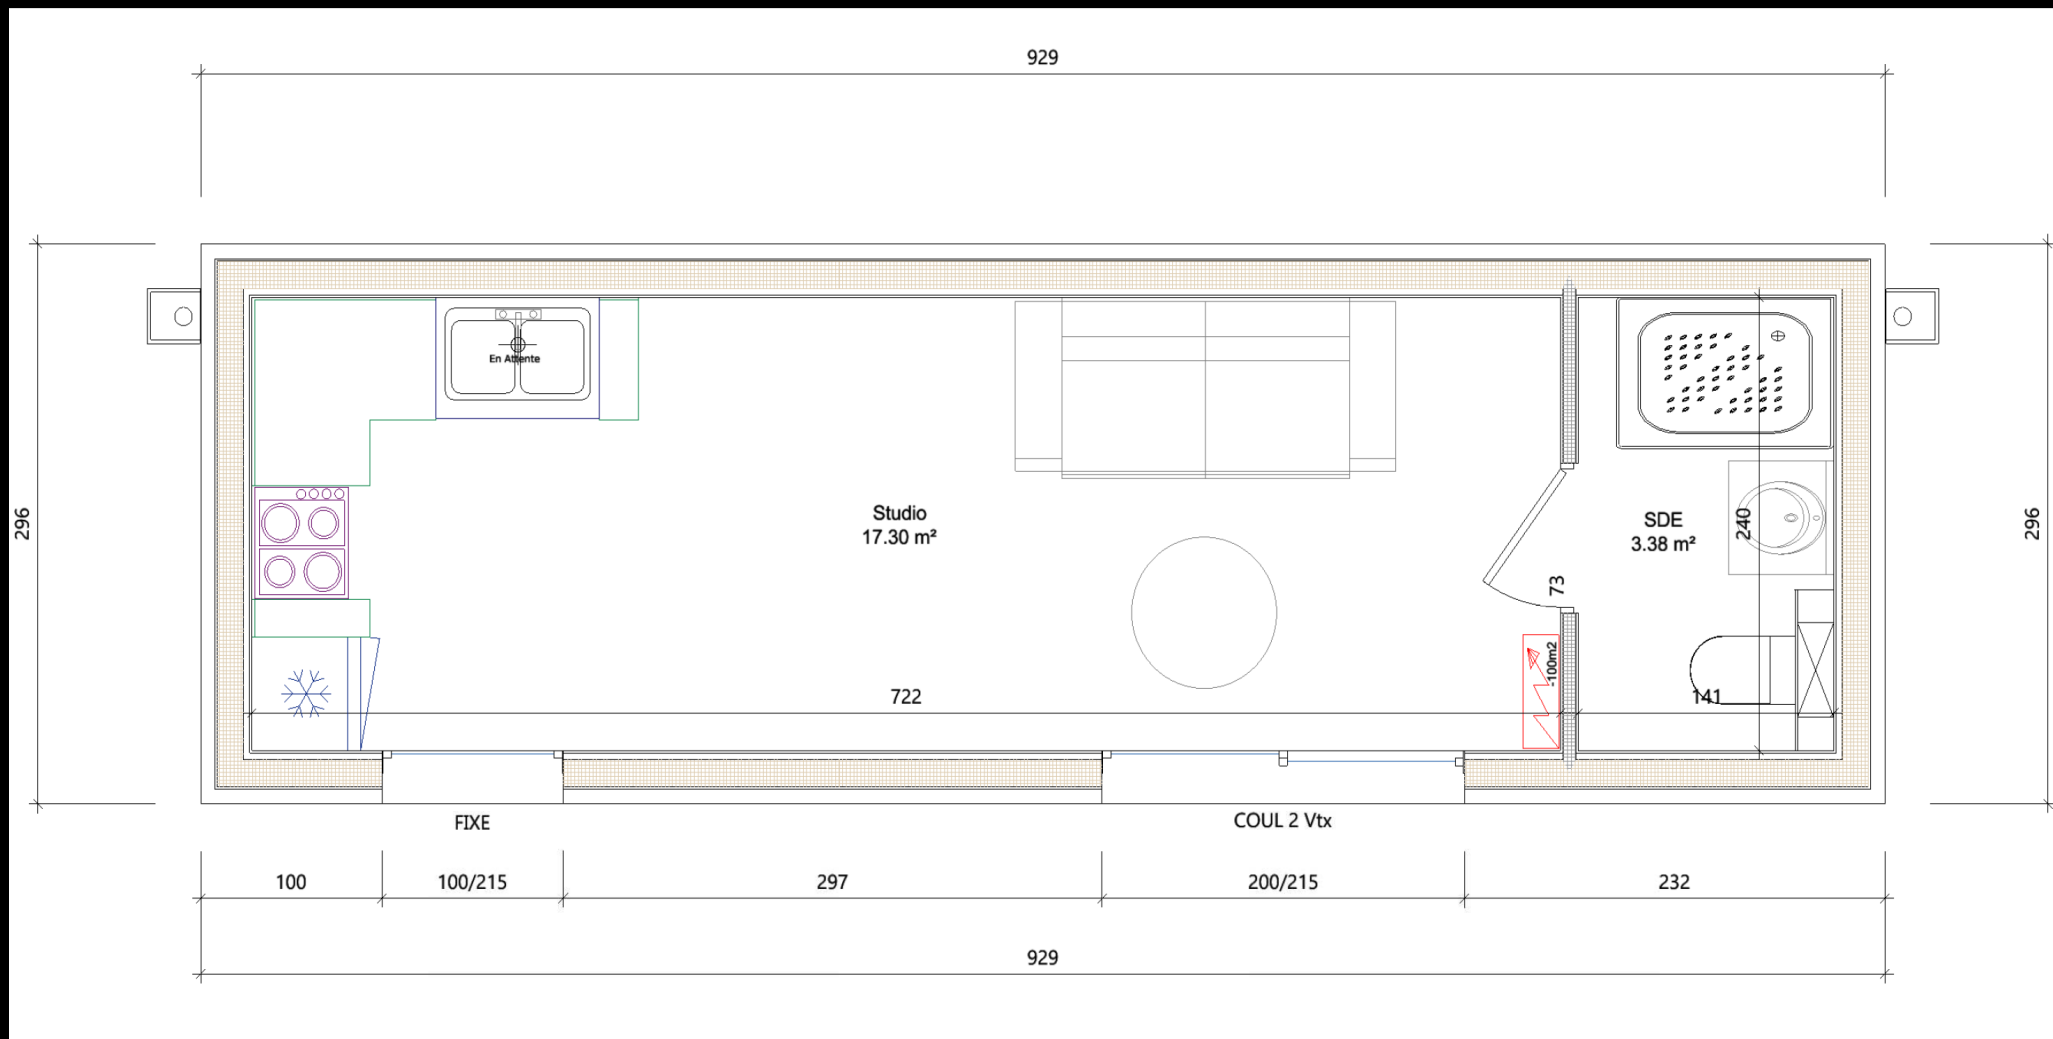 929
296
En Attente
Studio
17.30 m²
SDE
3.38 m²
240
296
73
-100m2
722
141
FIXE
COUL 2 Vtx
100
100/215
297
200/215
232
929